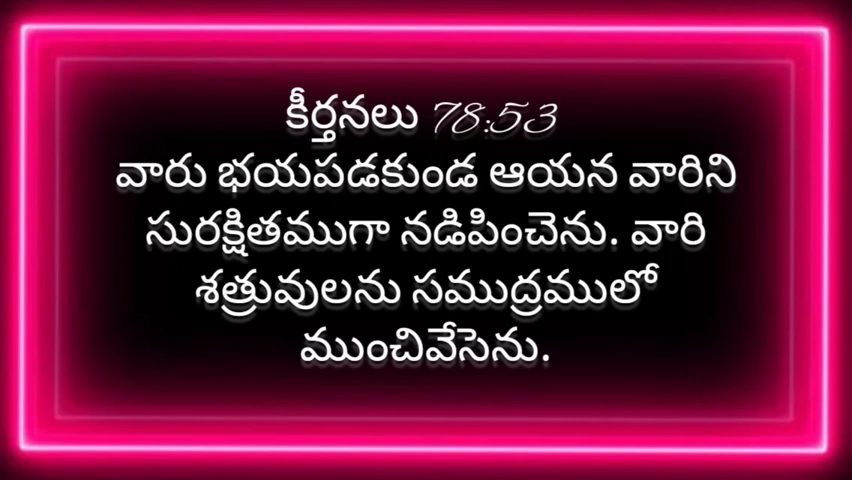 కీర్తనలు 78:53
వారు భయపడకుండ ఆయన వారిని
సురక్షితముగా నడిపించెను. వారి
శత్రువులను సముద్రములో
ముంచివేసెను.